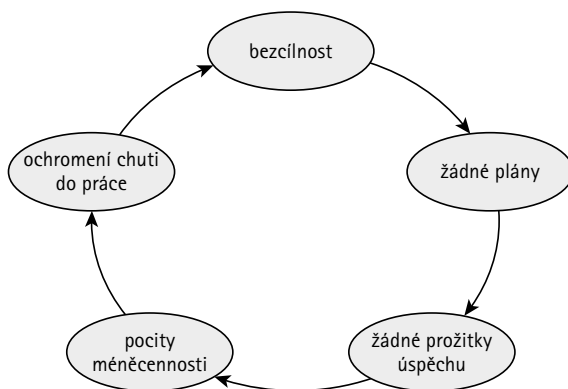 bezcílnost
žádné plány
žádné prožitky
úspěchu
pocity
méněcennosti
ochromení chuti
do práce